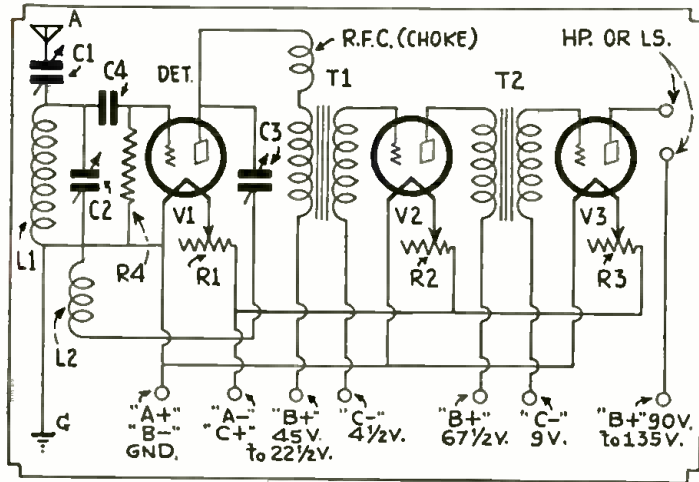 A
C1
C4
DET.
R.F.C. (CHOKE)
T1
T2
HP. OR LS.
C3
C2
V1
V2
V3
L1
R4
R1
R2
R3
L2
G
"A+"
"B-"
GND.
"A-"
"C+"
"B+"
45V.
to 22½V.
"C-"
4½V.
"B+"
67½V.
"C-"
9V.
"B+" 90V.
to 135V.